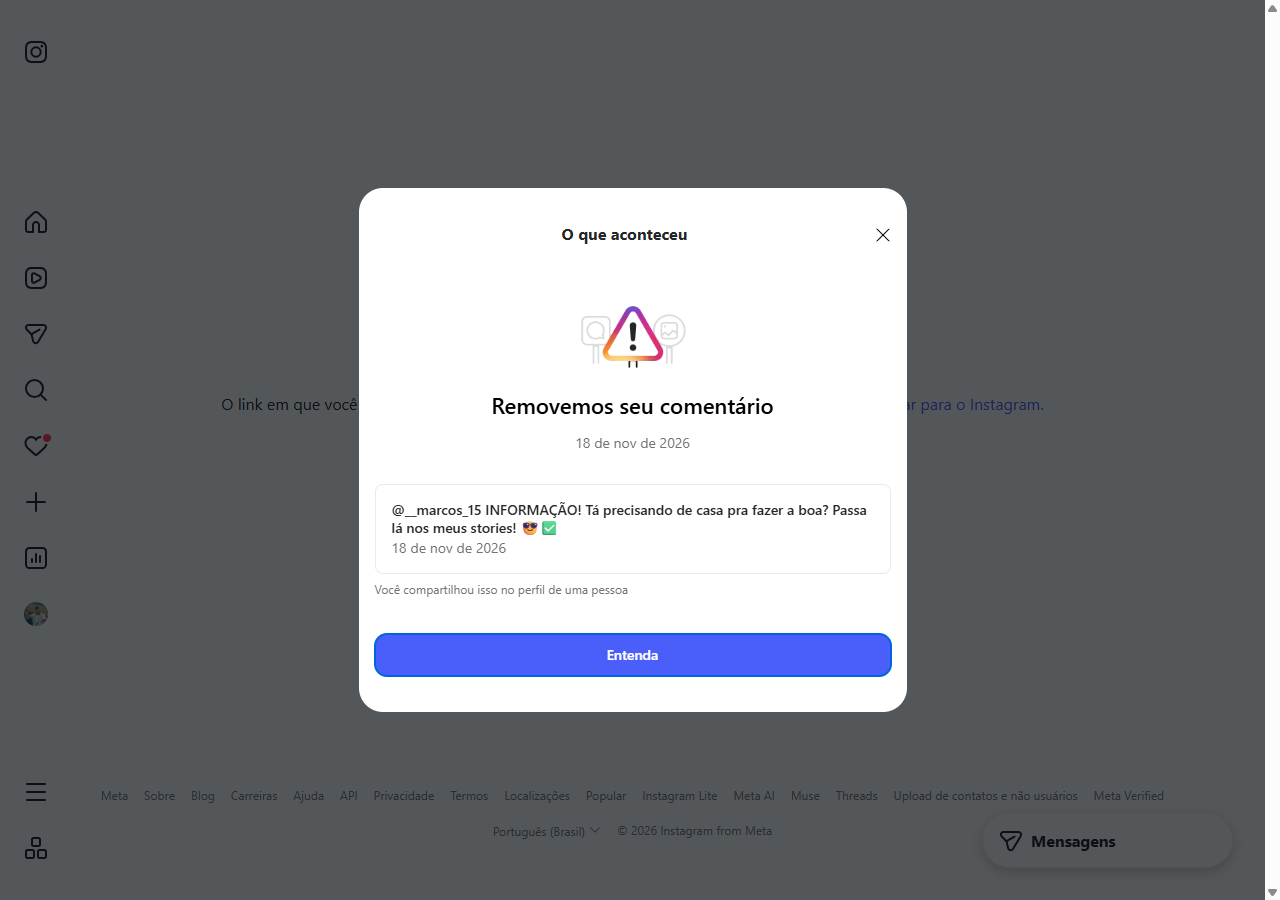 O que aconteceu
O link em que você
ar para o Instagram.
Removemos seu comentário
18 de nov de 2026
@__marcos_15 INFORMAÇÃO! Tá precisando de casa pra fazer a boa? Passa
lá nos meus stories! 😎 ✅
18 de nov de 2026
Você compartilhou isso no perfil de uma pessoa
Entenda
Meta Sobre Blog Carreiras Ajuda API Privacidade Termos Localizações Popular Instagram Lite Meta AI Muse Threads Upload de contatos e não usuários Meta Verified
Português (Brasil) © 2026 Instagram from Meta
Mensagens